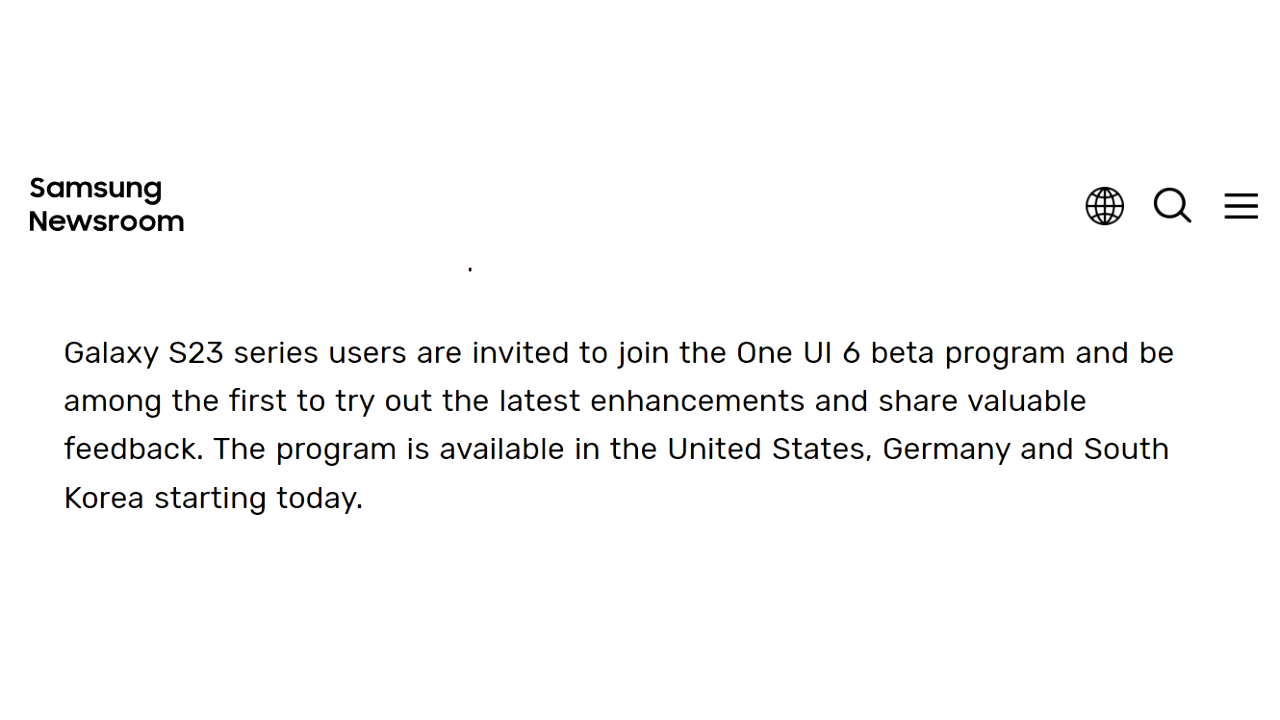 Samsung
Newsroom
Galaxy S23 series users are invited to join the One UI 6 beta program and be
among the first to try out the latest enhancements and share valuable
feedback. The program is available in the United States, Germany and South
Korea starting today.